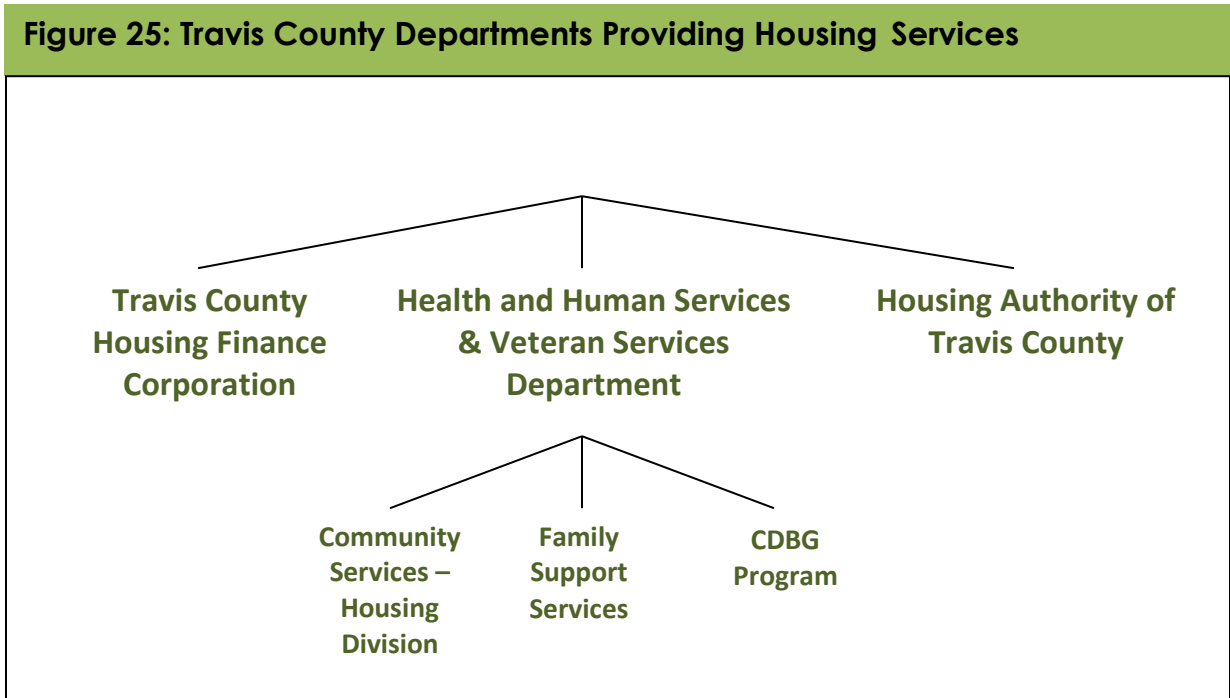 Figure 25: Travis County Departments Providing Housing Services
Travis County
Housing Finance
Corporation
Health and Human Services
& Veteran Services
Department
Housing Authority of
Travis County
Community
Services –
Housing
Division
Family
Support
Services
CDBG
Program